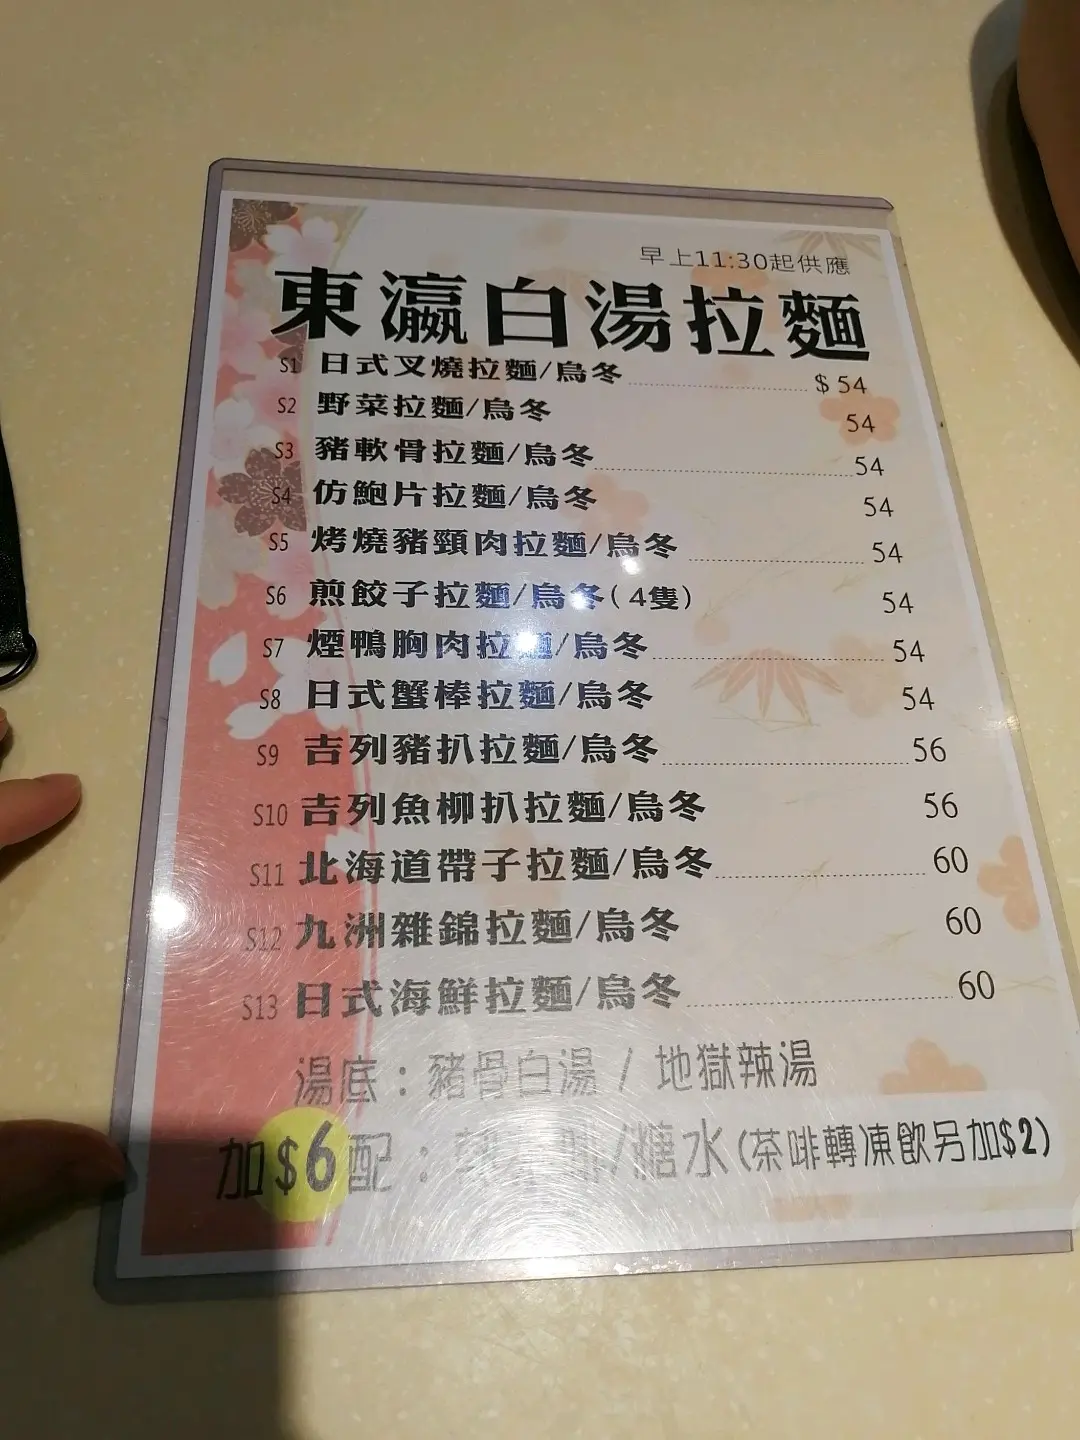 早上11:30起供應
東瀛白湯拉麵
S1 日式叉燒拉麵/烏冬 $54
S2 野菜拉麵/烏冬 54
S3 豬軟骨拉麵/烏冬 54
S4 仿鮑片拉麵/烏冬 54
S5 烤燒豬頸肉拉麵/烏冬 54
S6 煎餃子拉麵/烏冬(4隻) 54
S7 煙鴨胸肉拉麵/烏冬 54
S8 日式蟹棒拉麵/烏冬 54
S9 吉列豬扒拉麵/烏冬 56
S10 吉列魚柳扒拉麵/烏冬 56
S11 北海道帶子拉麵/烏冬 60
S12 九洲雜錦拉麵/烏冬 60
S13 日式海鮮拉麵/烏冬 60
湯底：豬骨白湯 / 地獄辣湯
加$6配： /糖水(茶啡轉凍飲另加$2)